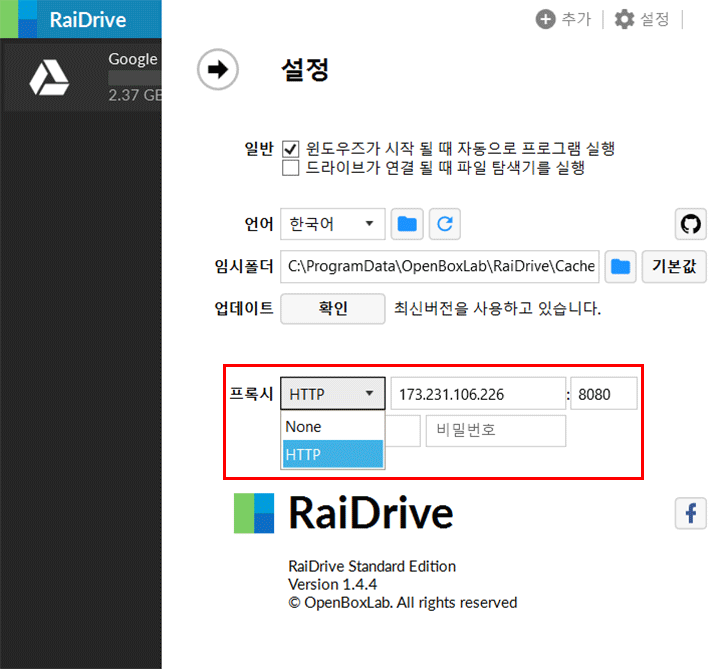 RaiDrive
추가
설정
Google
2.37 GB
설정
일반
윈도우즈가 시작 될 때 자동으로 프로그램 실행
드라이브가 연결 될 때 파일 탐색기를 실행
언어 한국어
임시폴더 C:\ProgramData\OpenBoxLab\RaiDrive\Cache 기본값
업데이트 확인 최신버전을 사용하고 있습니다.
프록시 HTTP 173.231.106.226 : 8080
None
비밀번호
HTTP
RaiDrive
RaiDrive Standard Edition
Version 1.4.4
© OpenBoxLab. All rights reserved